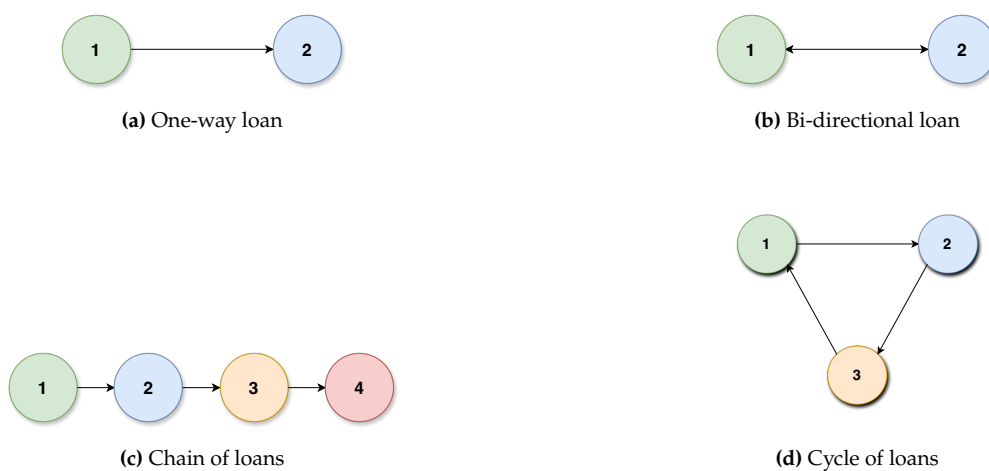 1
2
(a) One-way loan
1
2
(b) Bi-directional loan
1
2
3
4
(c) Chain of loans
1
2
3
(d) Cycle of loans